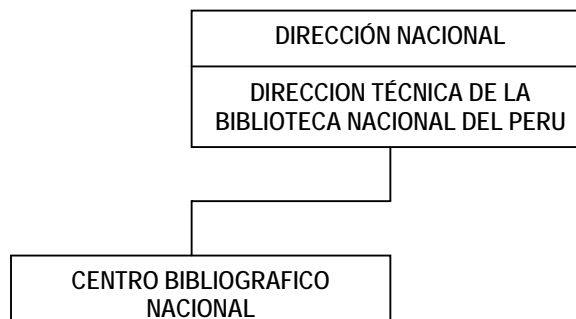 DIRECCIÓN NACIONAL
DIRECCION TÉCNICA DE LA
BIBLIOTECA NACIONAL DEL PERU
CENTRO BIBLIOGRAFICO
NACIONAL